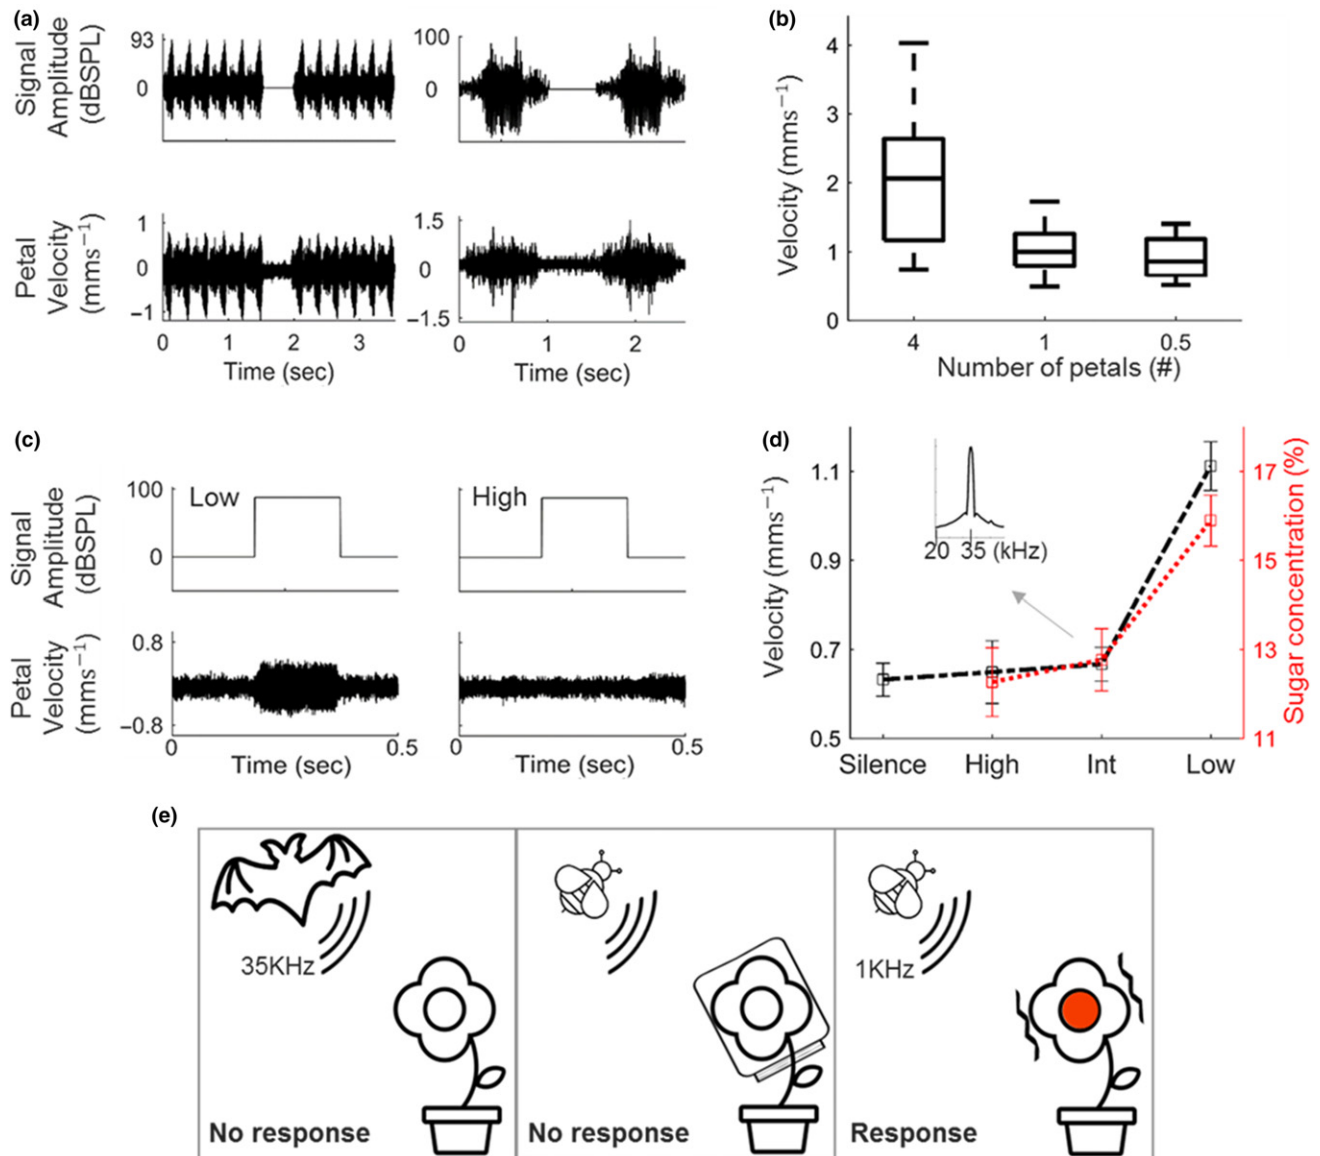 (a)
Signal
Amplitude
(dBSPL)
93
0
100
0
Petal
Velocity
(mms⁻¹)
1
0
−1
0 1 2 3
Time (sec)
1.5
0
−1.5
0 1 2
Time (sec)
(b)
Velocity (mms⁻¹)
4
3
2
1
0
4 1 0.5
Number of petals (#)
(c)
Signal
Amplitude
(dBSPL)
100
0
Low
100
0
High
Petal
Velocity
(mms⁻¹)
0.8
−0.8
0 0.5
Time (sec)
0 0.5
Time (sec)
(d)
Velocity (mms⁻¹)
1.1
0.9
0.7
0.5
20 35 (kHz)
Silence High Int Low
17
15
13
11
Sugar concentration (%)
(e)
35KHz
No response
No response
1KHz
Response